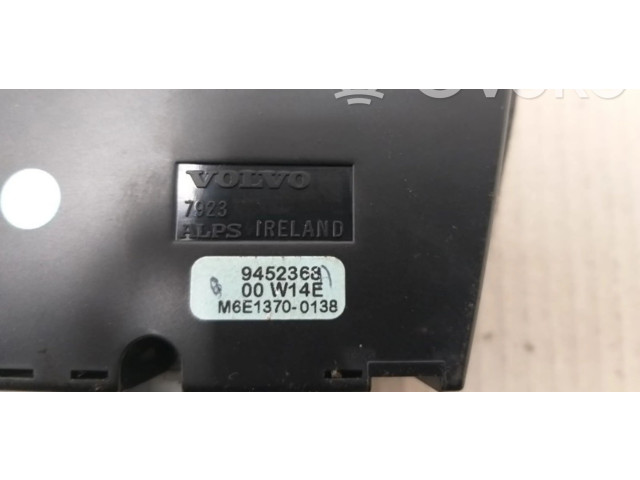 VOLVO
7923
ALPS IRELAND
9452363
00 W14E
M6E1370-0138